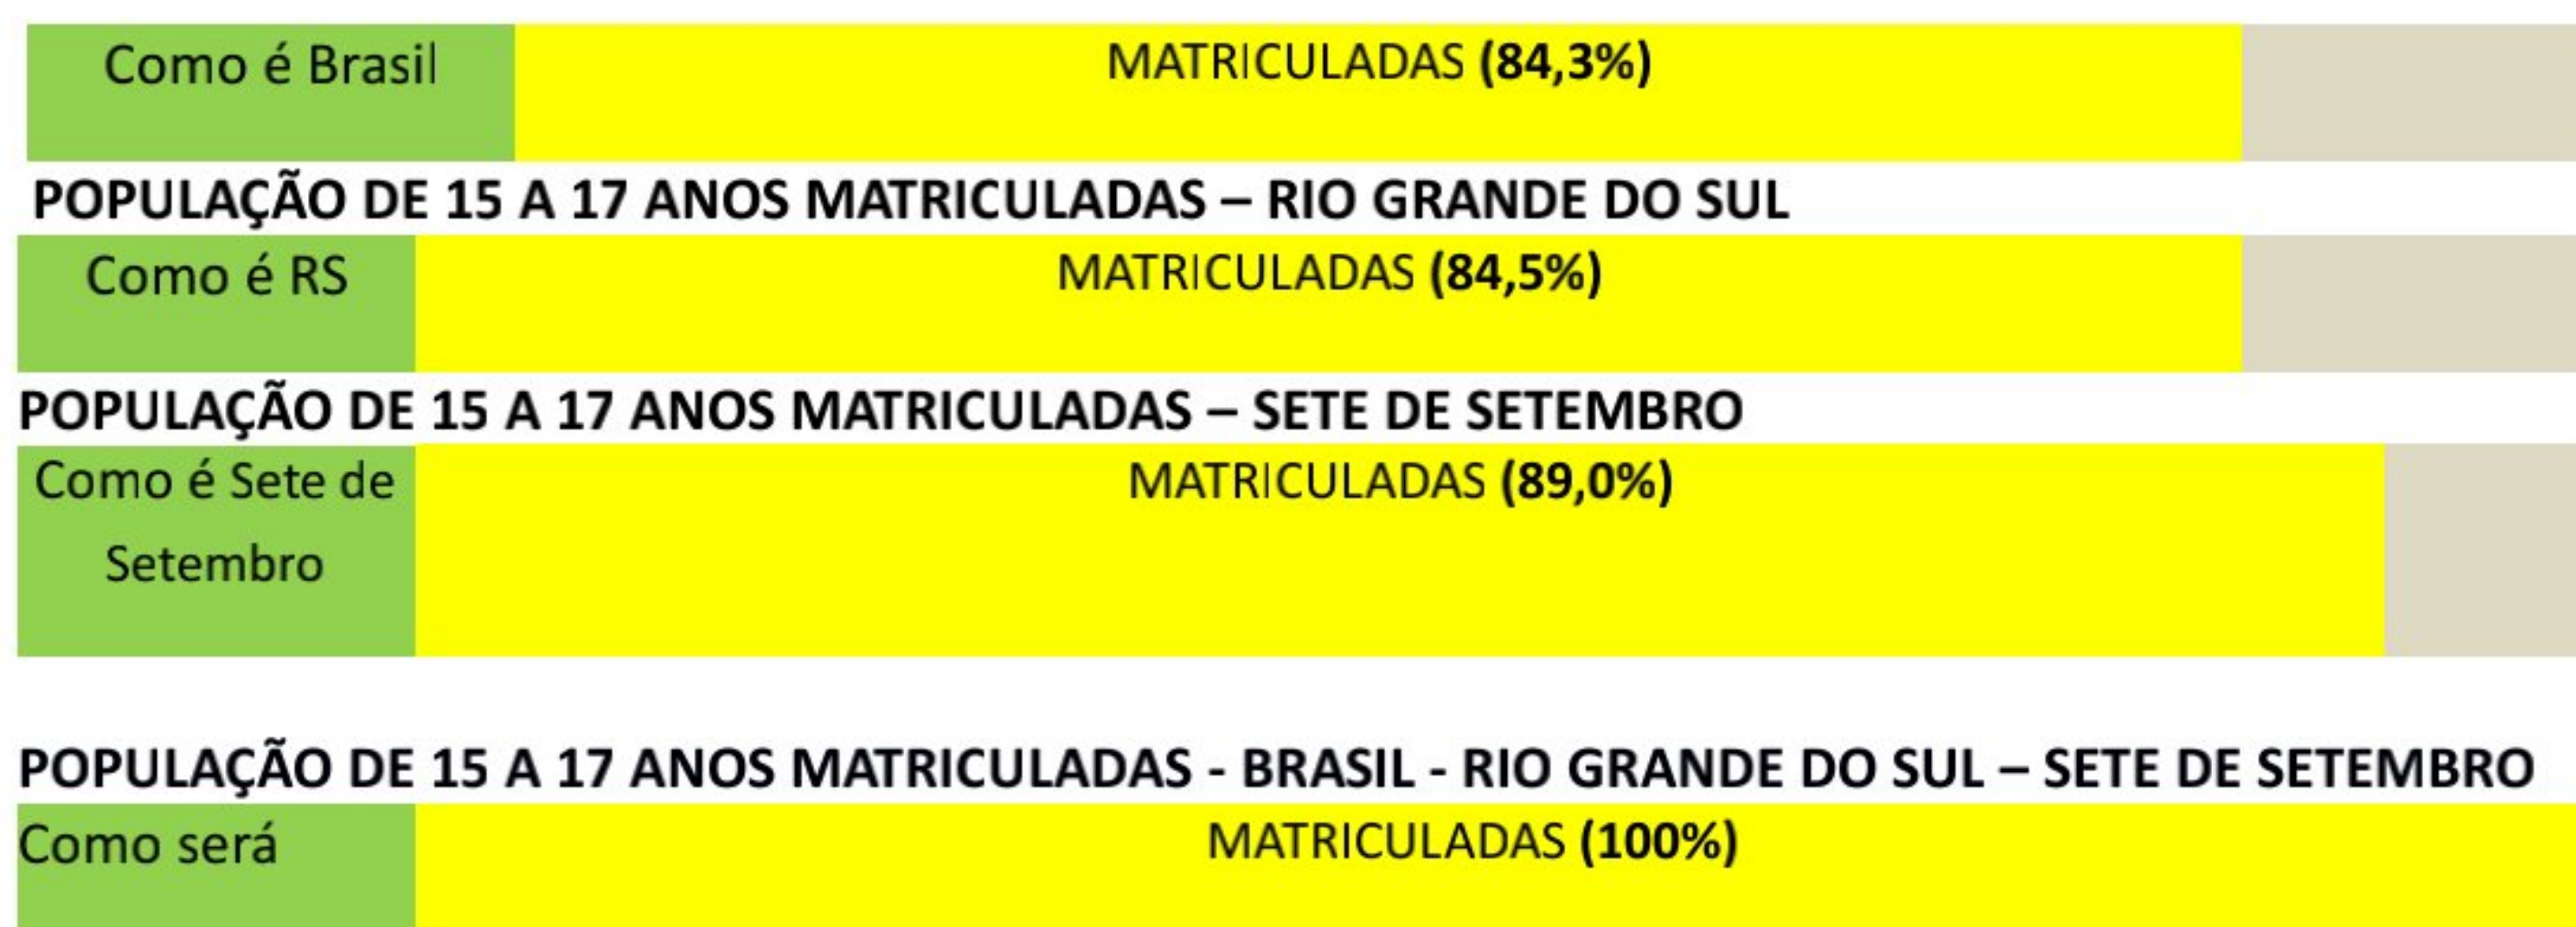 Como é Brasil
MATRICULADAS (84,3%)
POPULAÇÃO DE 15 A 17 ANOS MATRICULADAS – RIO GRANDE DO SUL
Como é RS
MATRICULADAS (84,5%)
POPULAÇÃO DE 15 A 17 ANOS MATRICULADAS – SETE DE SETEMBRO
Como é Sete de
Setembro
MATRICULADAS (89,0%)
POPULAÇÃO DE 15 A 17 ANOS MATRICULADAS - BRASIL - RIO GRANDE DO SUL – SETE DE SETEMBRO
Como será
MATRICULADAS (100%)